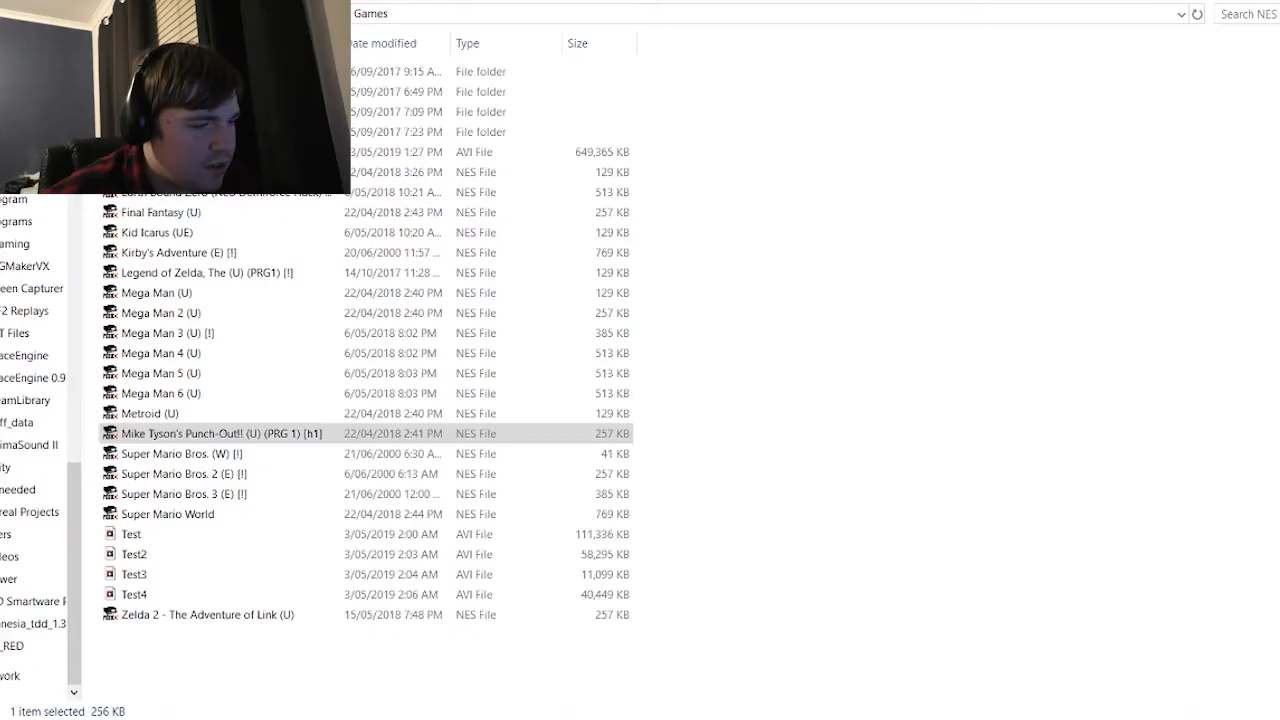 Games
Search NES
Date modified Type Size
6/09/2017 9:15 A... File folder
5/09/2017 6:49 PM File folder
5/09/2017 7:09 PM File folder
5/09/2017 7:23 PM File folder
3/05/2019 1:27 PM AVI File 649,365 KB
2/04/2018 3:26 PM NES File 129 KB
6/05/2018 10:21 A... NES File 513 KB
Final Fantasy (U) 22/04/2018 2:43 PM NES File 257 KB
Kid Icarus (UE) 6/05/2018 10:20 A... NES File 129 KB
Kirby's Adventure (E) [!] 20/06/2000 11:57 ... NES File 769 KB
Legend of Zelda, The (U) (PRG1) [!] 14/10/2017 11:28 ... NES File 129 KB
Mega Man (U) 22/04/2018 2:40 PM NES File 129 KB
Mega Man 2 (U) 22/04/2018 2:40 PM NES File 257 KB
Mega Man 3 (U) [!] 6/05/2018 8:02 PM NES File 385 KB
Mega Man 4 (U) 6/05/2018 8:02 PM NES File 513 KB
Mega Man 5 (U) 6/05/2018 8:03 PM NES File 513 KB
Mega Man 6 (U) 6/05/2018 8:03 PM NES File 513 KB
Metroid (U) 22/04/2018 2:40 PM NES File 129 KB
Mike Tyson's Punch-Out!! (U) (PRG 1) [h1] 22/04/2018 2:41 PM NES File 257 KB
Super Mario Bros. (W) [!] 21/06/2000 6:30 A... NES File 41 KB
Super Mario Bros. 2 (E) [!] 6/06/2000 6:13 AM NES File 257 KB
Super Mario Bros. 3 (E) [!] 21/06/2000 12:00 ... NES File 385 KB
Super Mario World 22/04/2018 2:44 PM NES File 769 KB
Test 3/05/2019 2:00 AM AVI File 111,336 KB
Test2 3/05/2019 2:03 AM AVI File 58,295 KB
Test3 3/05/2019 2:04 AM AVI File 11,099 KB
Test4 3/05/2019 2:06 AM AVI File 40,449 KB
Zelda 2 - The Adventure of Link (U) 15/05/2018 7:48 PM NES File 257 KB
gram
ograms
aming
GMakerVX
een Capturer
F2 Replays
T Files
aceEngine
aceEngine 0.9
eamLibrary
ff_data
imaSound II
ity
needed
real Projects
ers
eos
wer
D Smartware F
nesia_tdd_1.3
_RED
work
1 item selected 256 KB